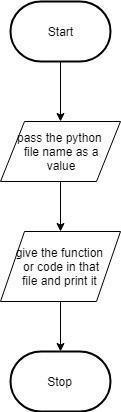 Start
pass the python
file name as a
value
give the function
or code in that
file and print it
Stop